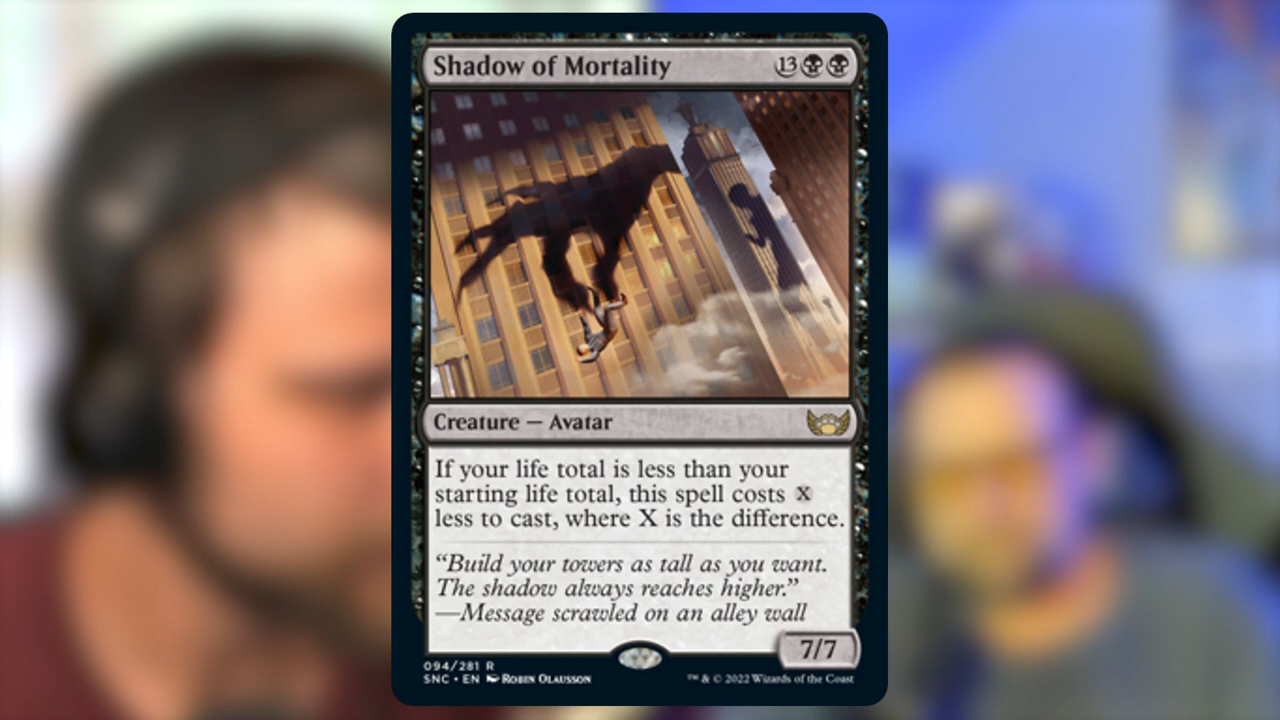 Shadow of Mortality 13
Creature — Avatar
If your life total is less than your
starting life total, this spell costs X
less to cast, where X is the difference.
“Build your towers as tall as you want.
The shadow always reaches higher.”
—Message scrawled on an alley wall
7/7
094/281 R
SNC • EN Robin Olausson
™ & © 2022 Wizards of the Coast